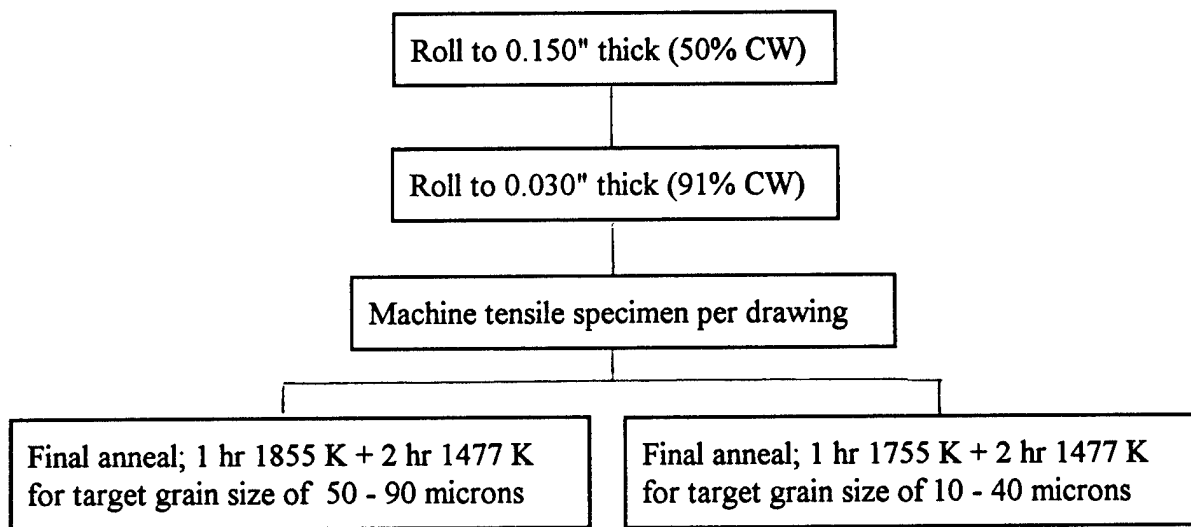 Roll to 0.150" thick (50% CW)
Roll to 0.030" thick (91% CW)
Machine tensile specimen per drawing
Final anneal; 1 hr 1855 K + 2 hr 1477 K
for target grain size of 50 - 90 microns
Final anneal; 1 hr 1755 K + 2 hr 1477 K
for target grain size of 10 - 40 microns